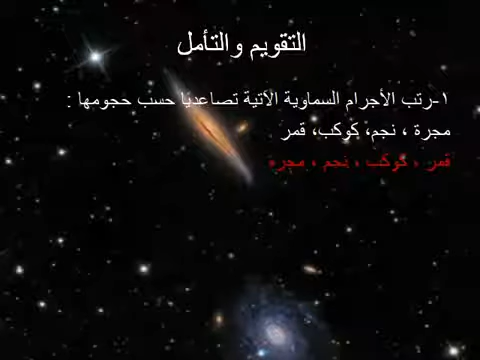 التقويم والتأمل
١-رتب الأجرام السماوية الآتية تصاعديا حسب حجومها :
مجرة ، نجم، كوكب، قمر
قمر ، كوكب ، نجم ، مجرة